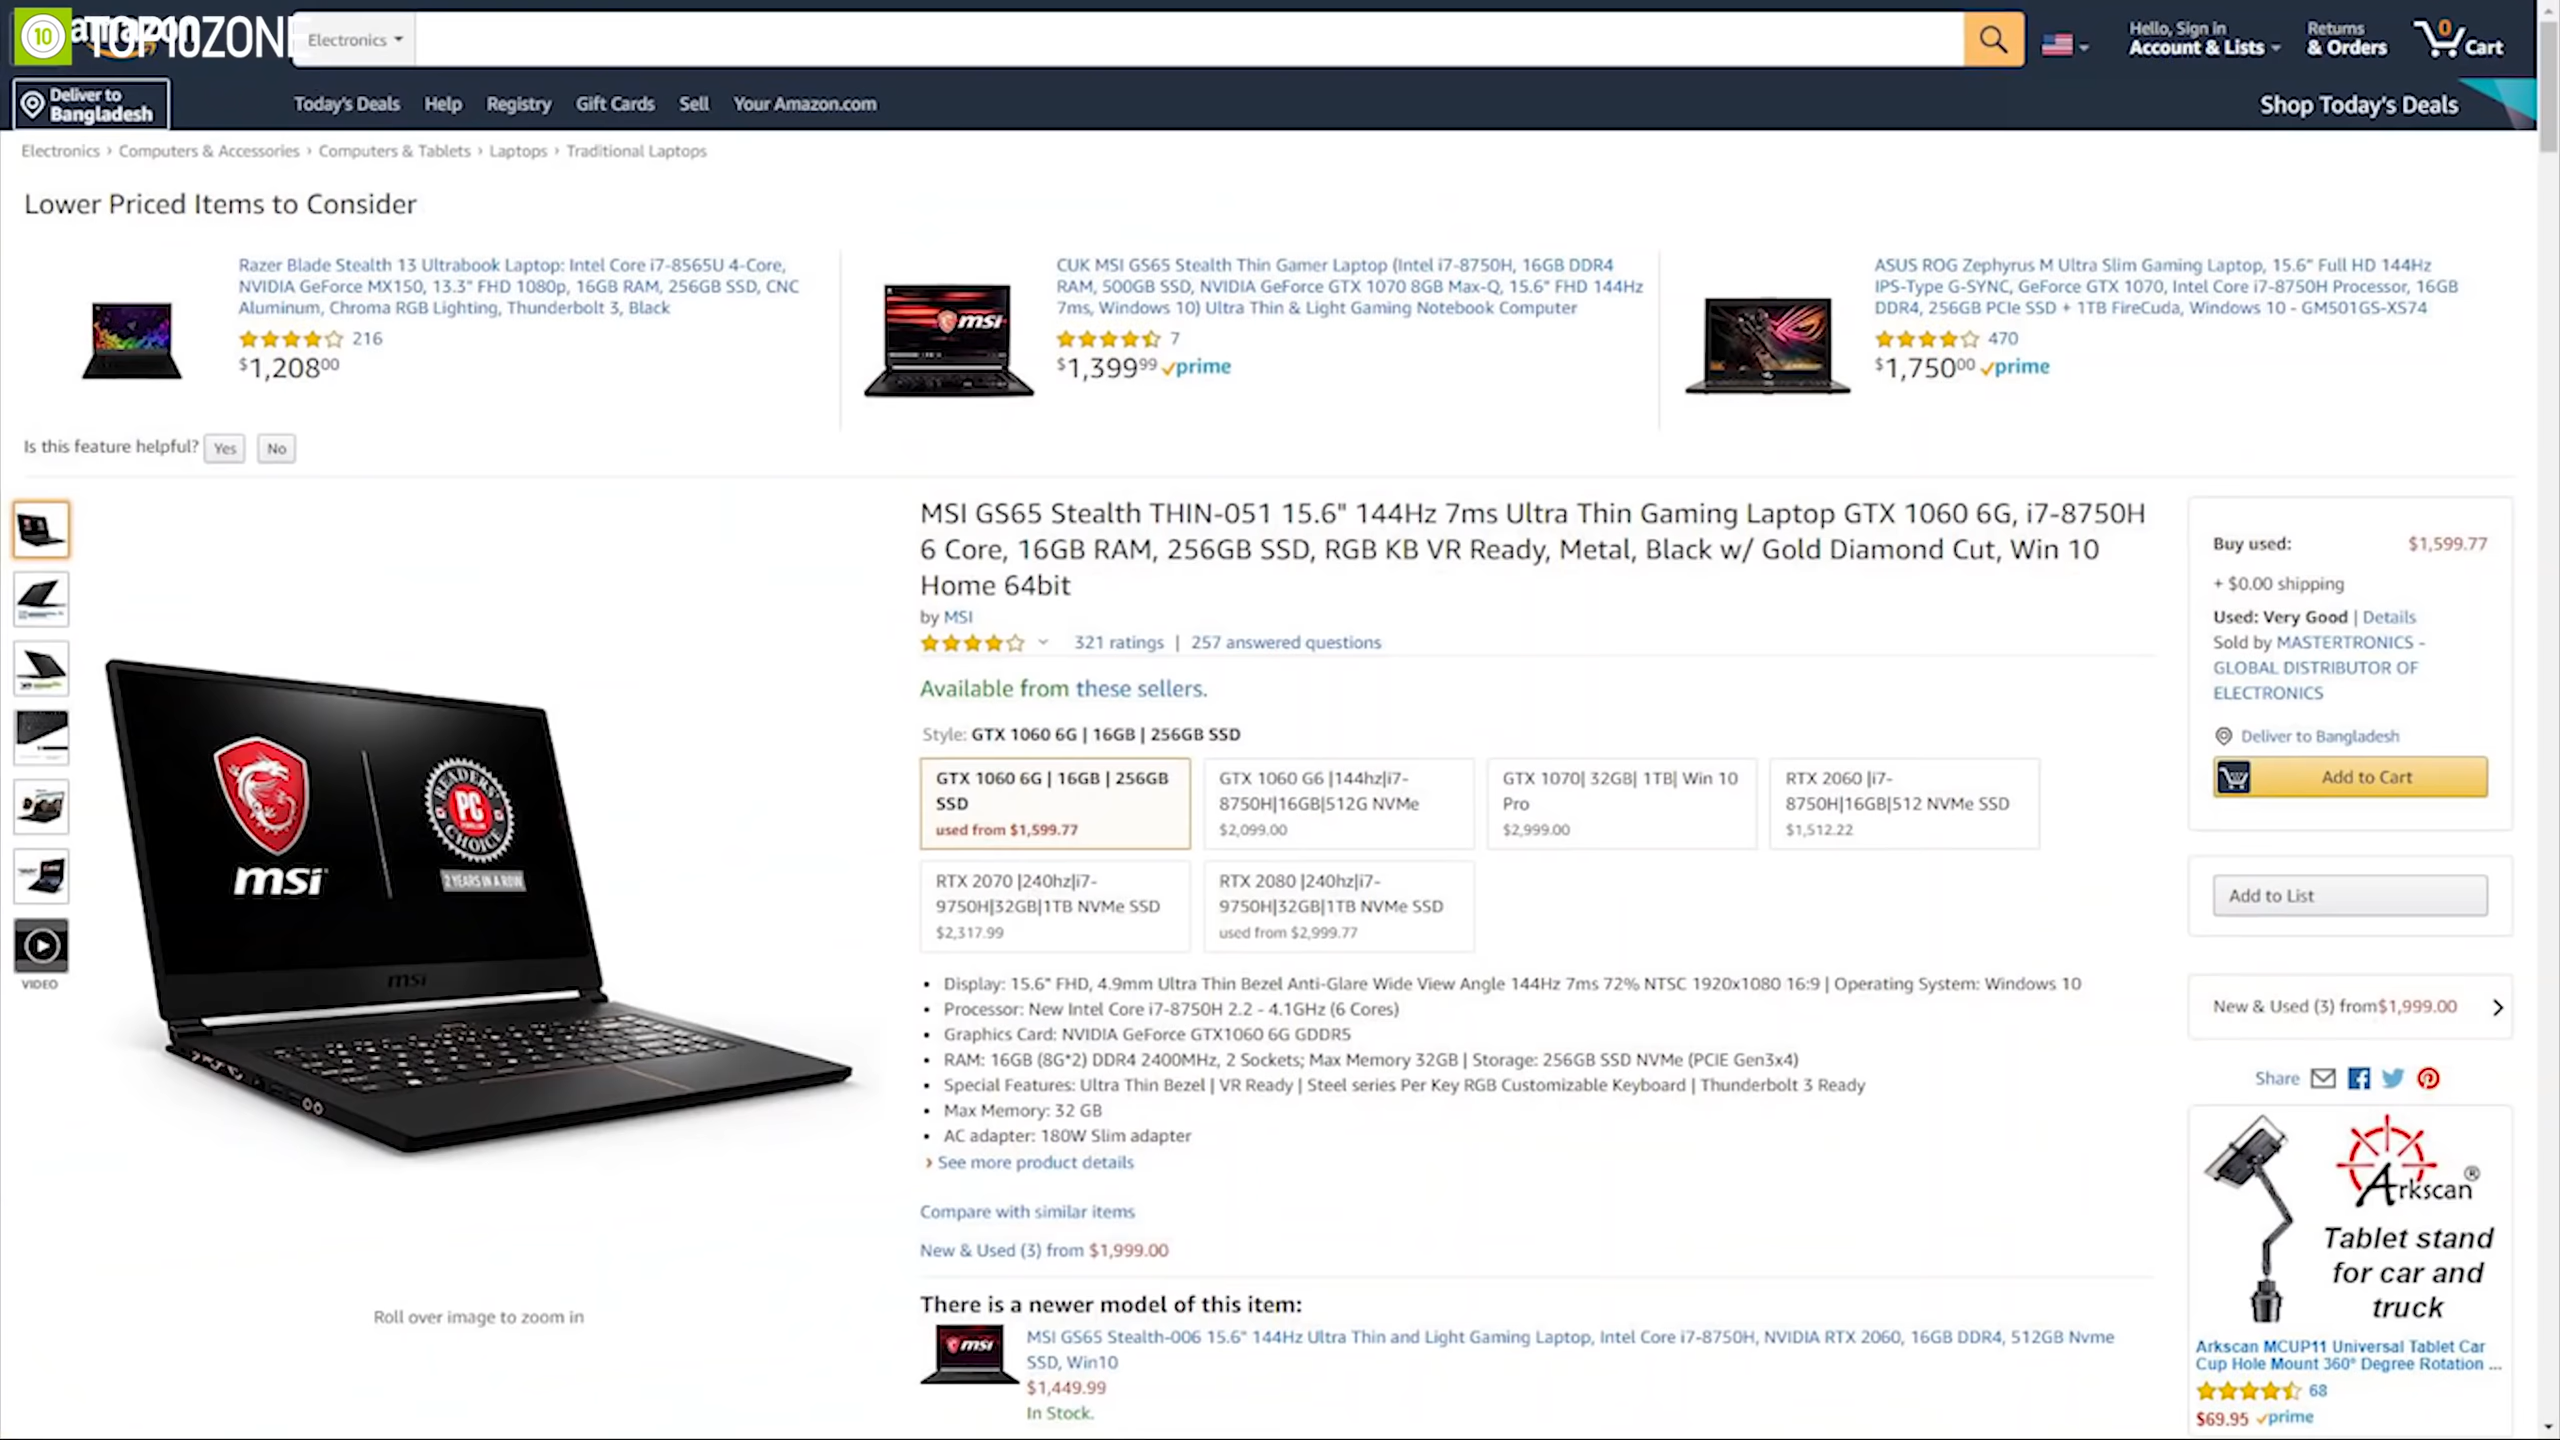 10 TOP10ZONE
amazon
Electronics
Hello, Sign in
Account & Lists
Returns
& Orders
0
Cart
Deliver to
Bangladesh
Today's Deals Help Registry Gift Cards Sell Your Amazon.com
Shop Today's Deals
Electronics › Computers & Accessories › Computers & Tablets › Laptops › Traditional Laptops
Lower Priced Items to Consider
Razer Blade Stealth 13 Ultrabook Laptop: Intel Core i7-8565U 4-Core,
NVIDIA GeForce MX150, 13.3" FHD 1080p, 16GB RAM, 256GB SSD, CNC
Aluminum, Chroma RGB Lighting, Thunderbolt 3, Black
216
$1,208.00
msi
CUK MSI GS65 Stealth Thin Gamer Laptop (Intel i7-8750H, 16GB DDR4
RAM, 500GB SSD, NVIDIA GeForce GTX 1070 8GB Max-Q, 15.6" FHD 144Hz
7ms, Windows 10) Ultra Thin & Light Gaming Notebook Computer
7
$1,399.99 prime
ASUS ROG Zephyrus M Ultra Slim Gaming Laptop, 15.6" Full HD 144Hz
IPS-Type G-SYNC, GeForce GTX 1070, Intel Core i7-8750H Processor, 16GB
DDR4, 256GB PCIe SSD + 1TB FireCuda, Windows 10 - GM501GS-XS74
470
$1,750.00 prime
Is this feature helpful? Yes No
VIDEO
msi
READERS'
PC
CHOICE
2 YEARS IN A ROW
msi
Roll over image to zoom in
MSI GS65 Stealth THIN-051 15.6" 144Hz 7ms Ultra Thin Gaming Laptop GTX 1060 6G, i7-8750H
6 Core, 16GB RAM, 256GB SSD, RGB KB VR Ready, Metal, Black w/ Gold Diamond Cut, Win 10
Home 64bit
by MSI
321 ratings | 257 answered questions
Available from these sellers.
Style: GTX 1060 6G | 16GB | 256GB SSD
GTX 1060 6G | 16GB | 256GB
SSD
used from $1,599.77
GTX 1060 G6 |144hz|i7-
8750H|16GB|512G NVMe
$2,099.00
GTX 1070| 32GB| 1TB| Win 10
Pro
$2,999.00
RTX 2060 |i7-
8750H|16GB|512 NVMe SSD
$1,512.22
RTX 2070 |240hz|i7-
9750H|32GB|1TB NVMe SSD
$2,317.99
RTX 2080 |240hz|i7-
9750H|32GB|1TB NVMe SSD
used from $2,999.77
• Display: 15.6" FHD, 4.9mm Ultra Thin Bezel Anti-Glare Wide View Angle 144Hz 7ms 72% NTSC 1920x1080 16:9 | Operating System: Windows 10
• Processor: New Intel Core i7-8750H 2.2 - 4.1GHz (6 Cores)
• Graphics Card: NVIDIA GeForce GTX1060 6G GDDR5
• RAM: 16GB (8G*2) DDR4 2400MHz, 2 Sockets; Max Memory 32GB | Storage: 256GB SSD NVMe (PCIE Gen3x4)
• Special Features: Ultra Thin Bezel | VR Ready | Steel series Per Key RGB Customizable Keyboard | Thunderbolt 3 Ready
• Max Memory: 32 GB
• AC adapter: 180W Slim adapter
› See more product details
Compare with similar items
New & Used (3) from $1,999.00
There is a newer model of this item:
msi
MSI GS65 Stealth-006 15.6" 144Hz Ultra Thin and Light Gaming Laptop, Intel Core i7-8750H, NVIDIA RTX 2060, 16GB DDR4, 512GB Nvme
SSD, Win10
$1,449.99
In Stock.
Buy used: $1,599.77
+ $0.00 shipping
Used: Very Good | Details
Sold by MASTERTRONICS -
GLOBAL DISTRIBUTOR OF
ELECTRONICS
Deliver to Bangladesh
Add to Cart
Add to List
New & Used (3) from$1,999.00
Share
Arkscan®
Tablet stand
for car and
truck
Arkscan MCUP11 Universal Tablet Car
Cup Hole Mount 360° Degree Rotation ...
68
$69.95 prime